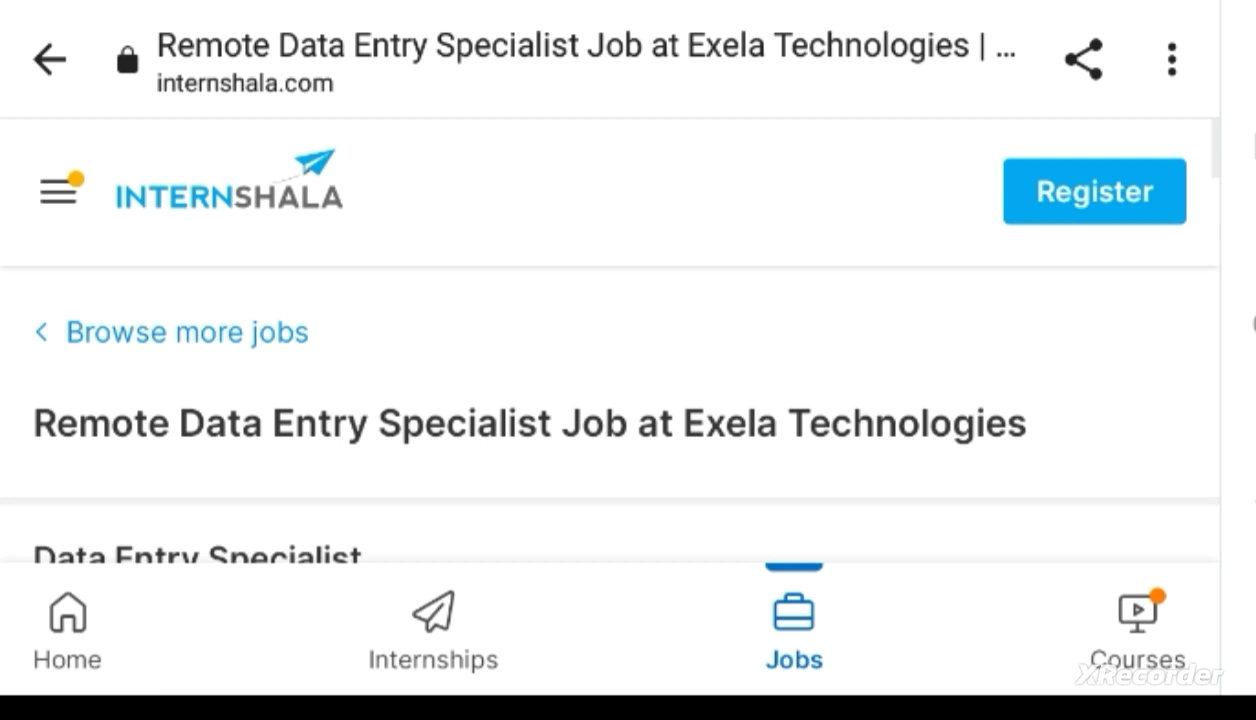 Remote Data Entry Specialist Job at Exela Technologies | ...
internshala.com
INTERNSHALA
Register
Browse more jobs
Remote Data Entry Specialist Job at Exela Technologies
Data Entry Specialist
Home
Internships
Jobs
Courses
XRecorder